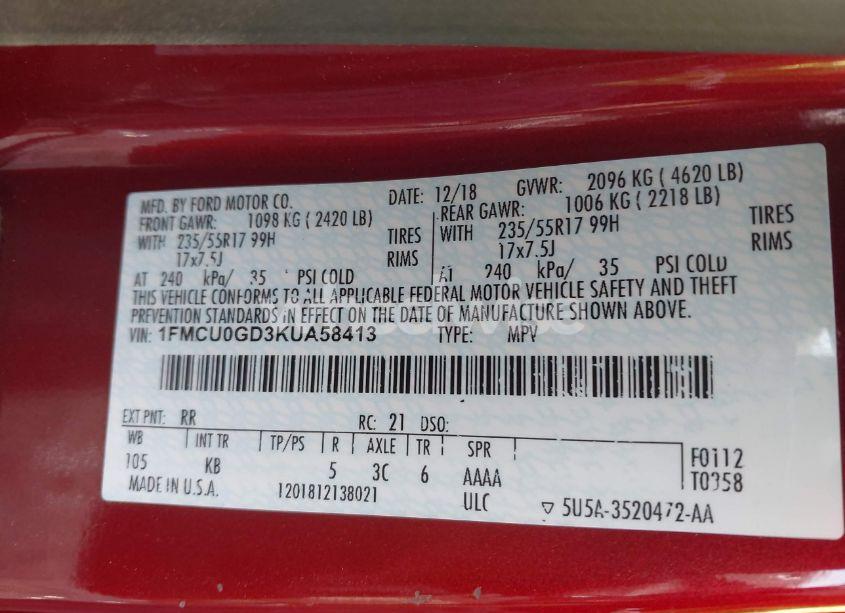 MFD. BY FORD MOTOR CO. DATE: 12/18 GVWR: 2096 KG ( 4620 LB)
FRONT GAWR: 1098 KG ( 2420 LB) REAR GAWR: 1006 KG ( 2218 LB)
WITH 235/55R17 99H TIRES WITH 235/55R17 99H TIRES
17x7.5J RIMS 17x7.5J RIMS
AT 240 kPa/ 35 PSI COLD AT 240 kPa/ 35 PSI COLD
THIS VEHICLE CONFORMS TO ALL APPLICABLE FEDERAL MOTOR VEHICLE SAFETY AND THEFT
PREVENTION STANDARDS IN EFFECT ON THE DATE OF MANUFACTURE SHOWN ABOVE.
VIN: 1FMCU0GD3KUA58413 TYPE: MPV
EXT PNT: RR RC: 21 DSO:
WB INT TR TP/PS R AXLE TR SPR
105 KB 5 3C 6 AAAA
F0112
T0358
MADE IN U.S.A. 1201812138021 ULC ▽ 5U5A-3520472-AA